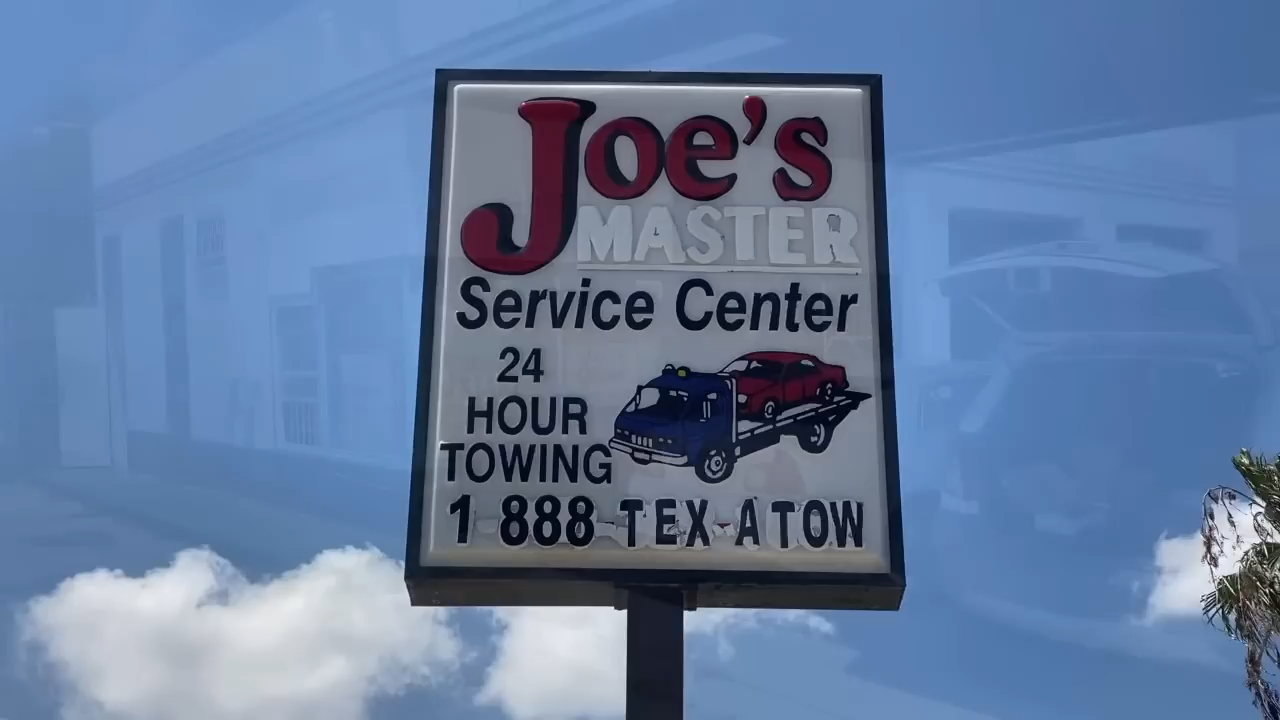 Joe's
MASTER
Service Center
24
HOUR
TOWING
1 888 TEX ATOW